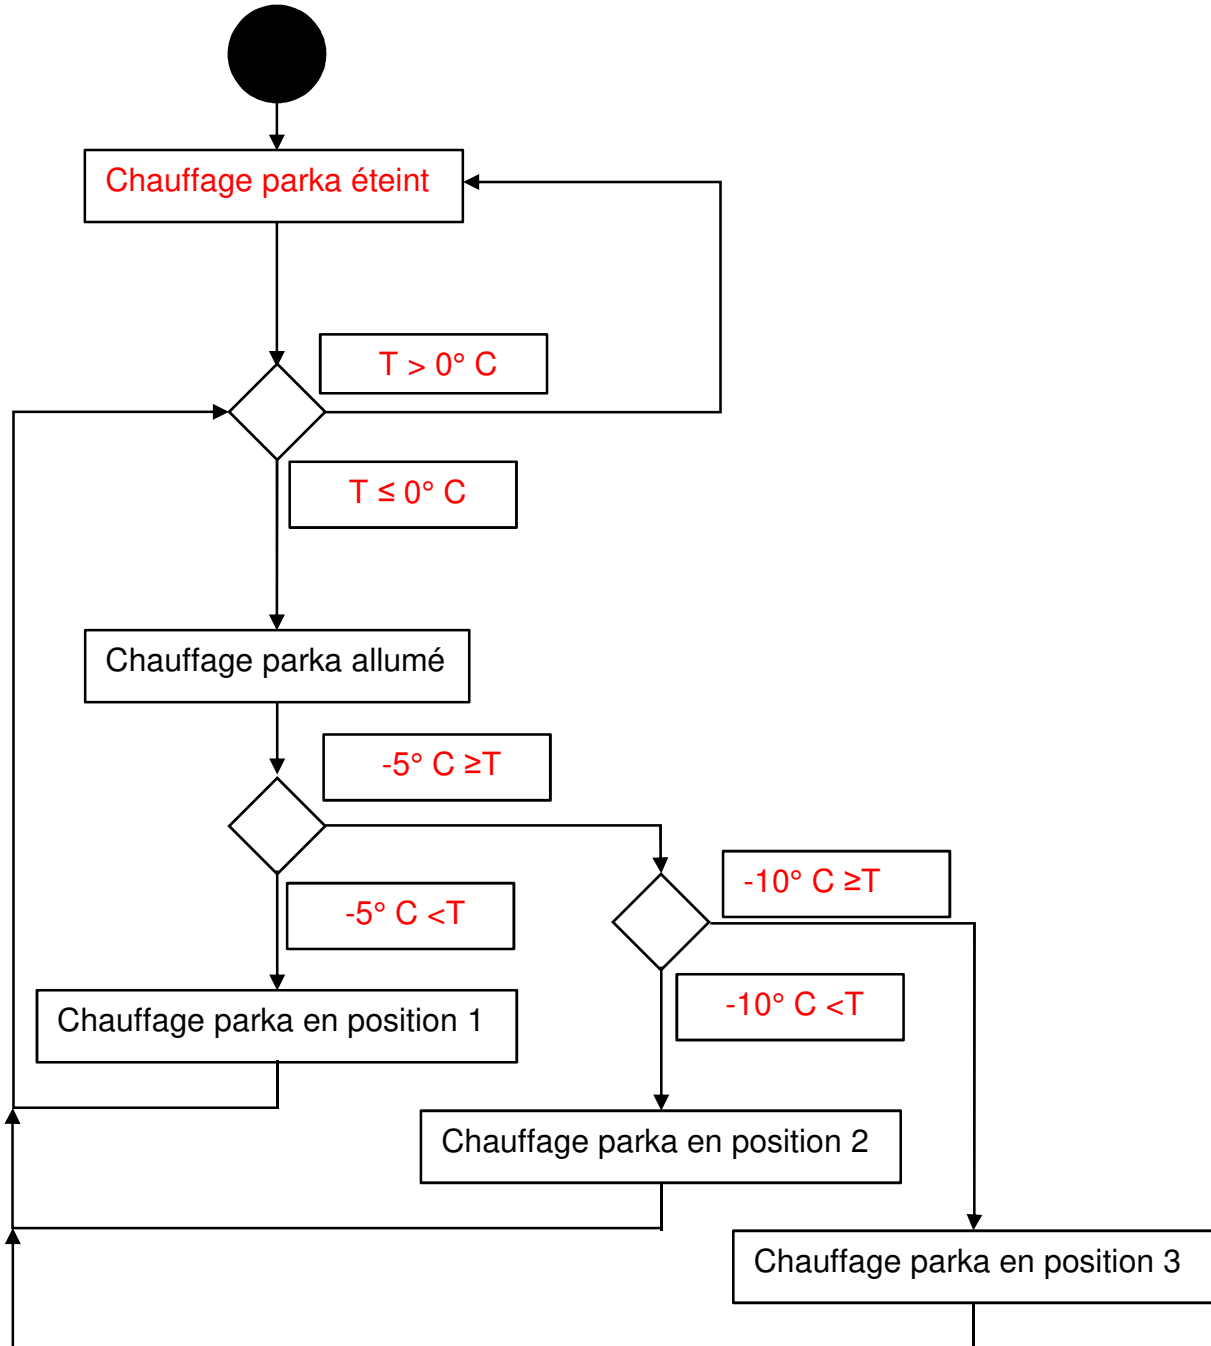 Chauffage parka éteint
T > 0° C
T ≤ 0° C
Chauffage parka allumé
-5° C ≥T
-10° C ≥T
-5° C <T
-10° C <T
Chauffage parka en position 1
Chauffage parka en position 2
Chauffage parka en position 3